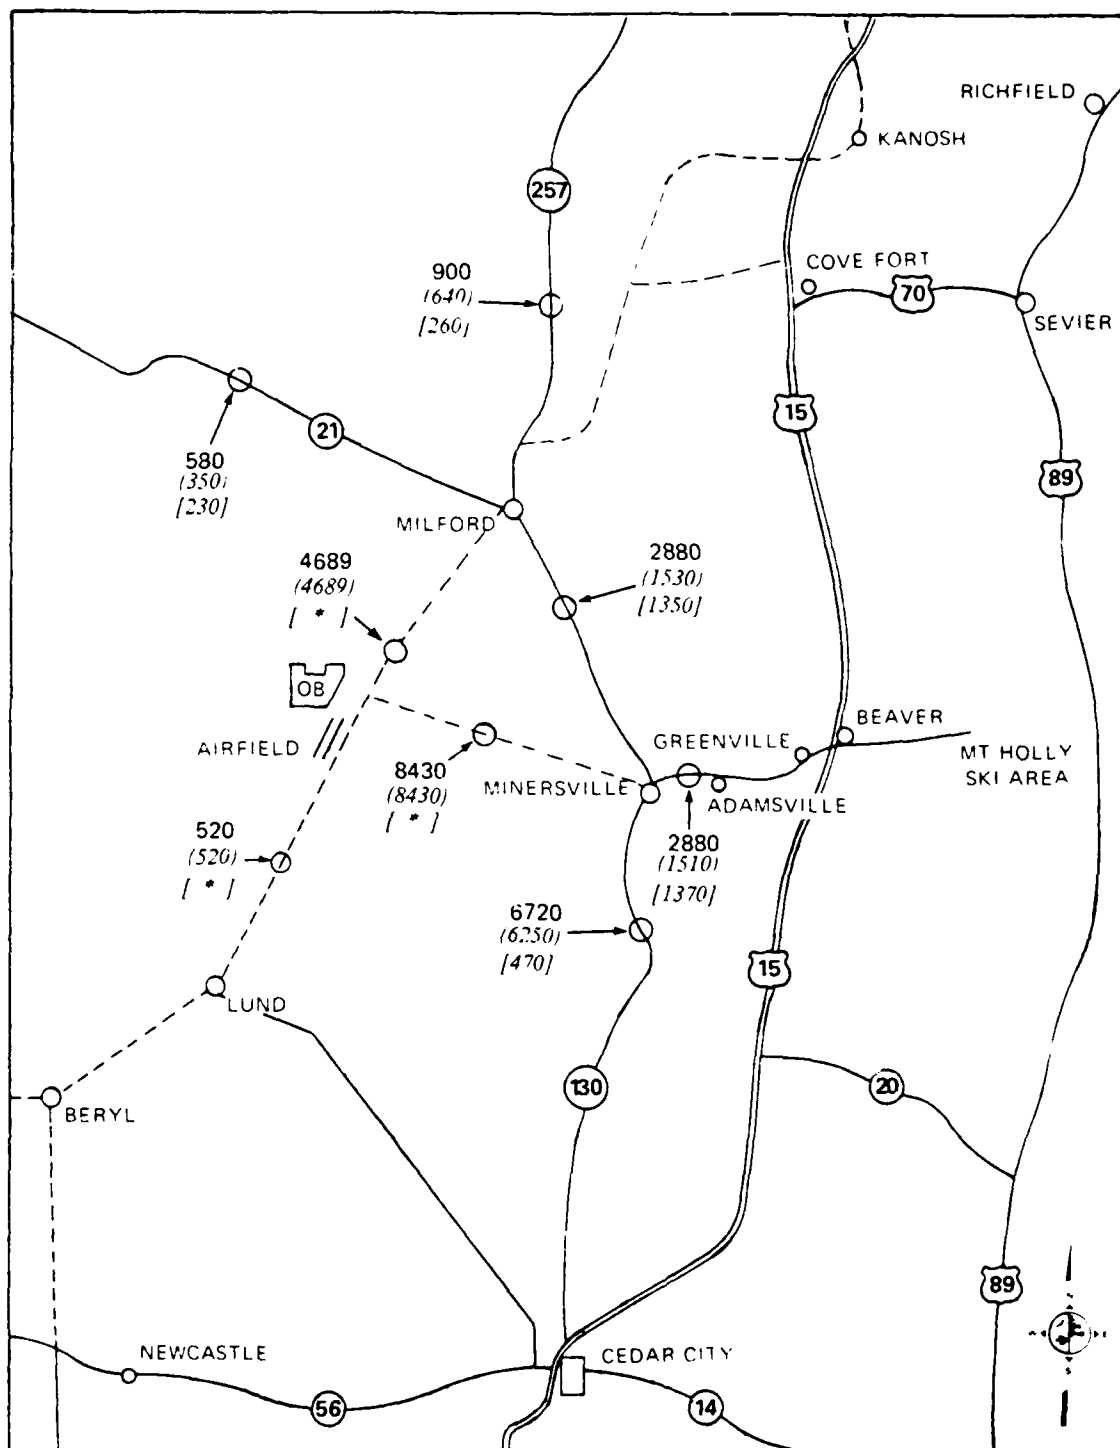 RICHFIELD
KANOSH
257
COVE FORT
900
(640)
[260]
70
SEVIER
15
21
580
(350)
[230]
89
MILFORD
4689
(4689)
[ * ]
2880
(1530)
[1350]
OB
AIRFIELD
BEAVER
GREENVILLE
MT HOLLY
SKI AREA
8430
(8430)
[ * ]
MINERSVILLE
ADAMSVILLE
520
(520)
[ * ]
2880
(1510)
[1370]
6720
(6250)
[470]
15
LUND
130
20
BERYL
89
N
W
E
S
NEWCASTLE
CEDAR CITY
56
14